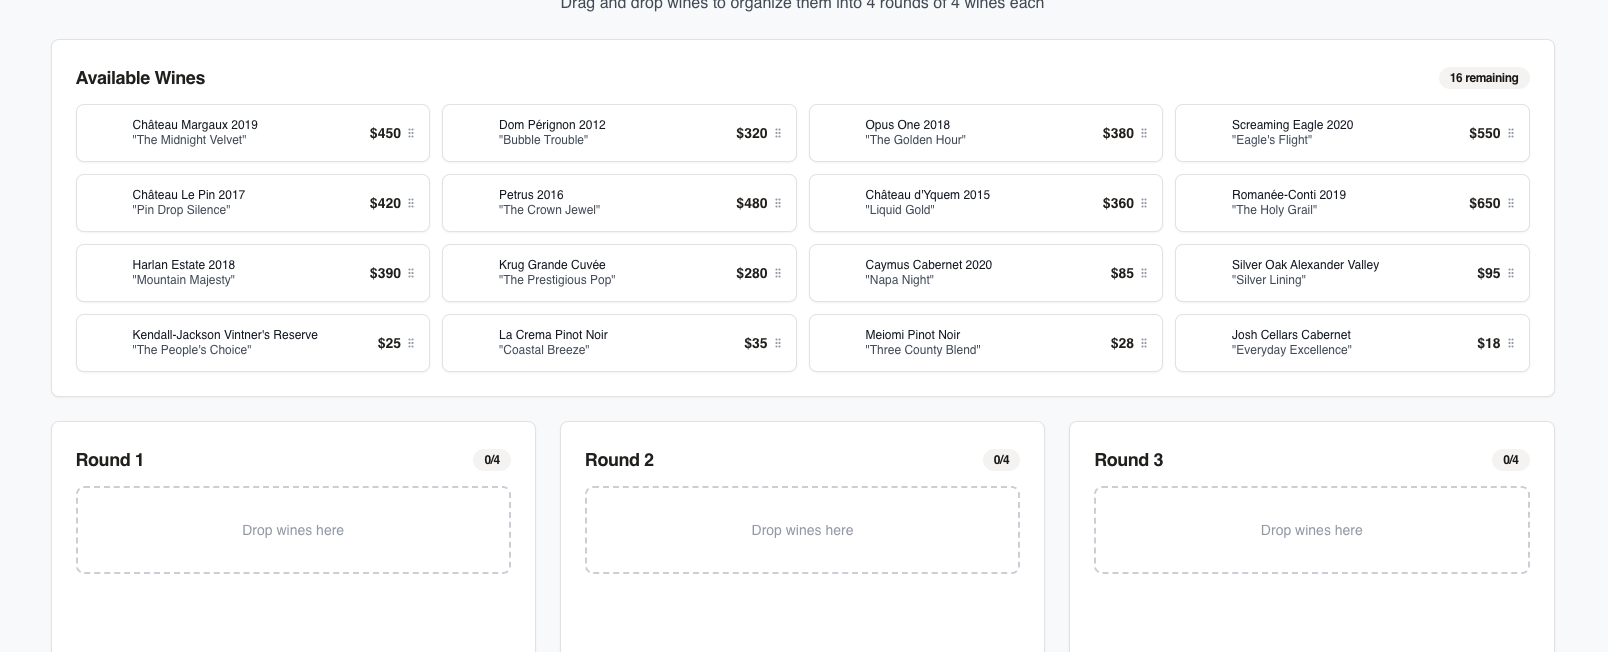 Drag and drop wines to organize them into 4 rounds of 4 wines each
Available Wines
16 remaining
Château Margaux 2019
"The Midnight Velvet"
$450
Dom Pérignon 2012
"Bubble Trouble"
$320
Opus One 2018
"The Golden Hour"
$380
Screaming Eagle 2020
"Eagle's Flight"
$550
Château Le Pin 2017
"Pin Drop Silence"
$420
Petrus 2016
"The Crown Jewel"
$480
Château d'Yquem 2015
"Liquid Gold"
$360
Romanée-Conti 2019
"The Holy Grail"
$650
Harlan Estate 2018
"Mountain Majesty"
$390
Krug Grande Cuvée
"The Prestigious Pop"
$280
Caymus Cabernet 2020
"Napa Night"
$85
Silver Oak Alexander Valley
"Silver Lining"
$95
Kendall-Jackson Vintner's Reserve
"The People's Choice"
$25
La Crema Pinot Noir
"Coastal Breeze"
$35
Meiomi Pinot Noir
"Three County Blend"
$28
Josh Cellars Cabernet
"Everyday Excellence"
$18
Round 1
0/4
Drop wines here
Round 2
0/4
Drop wines here
Round 3
0/4
Drop wines here